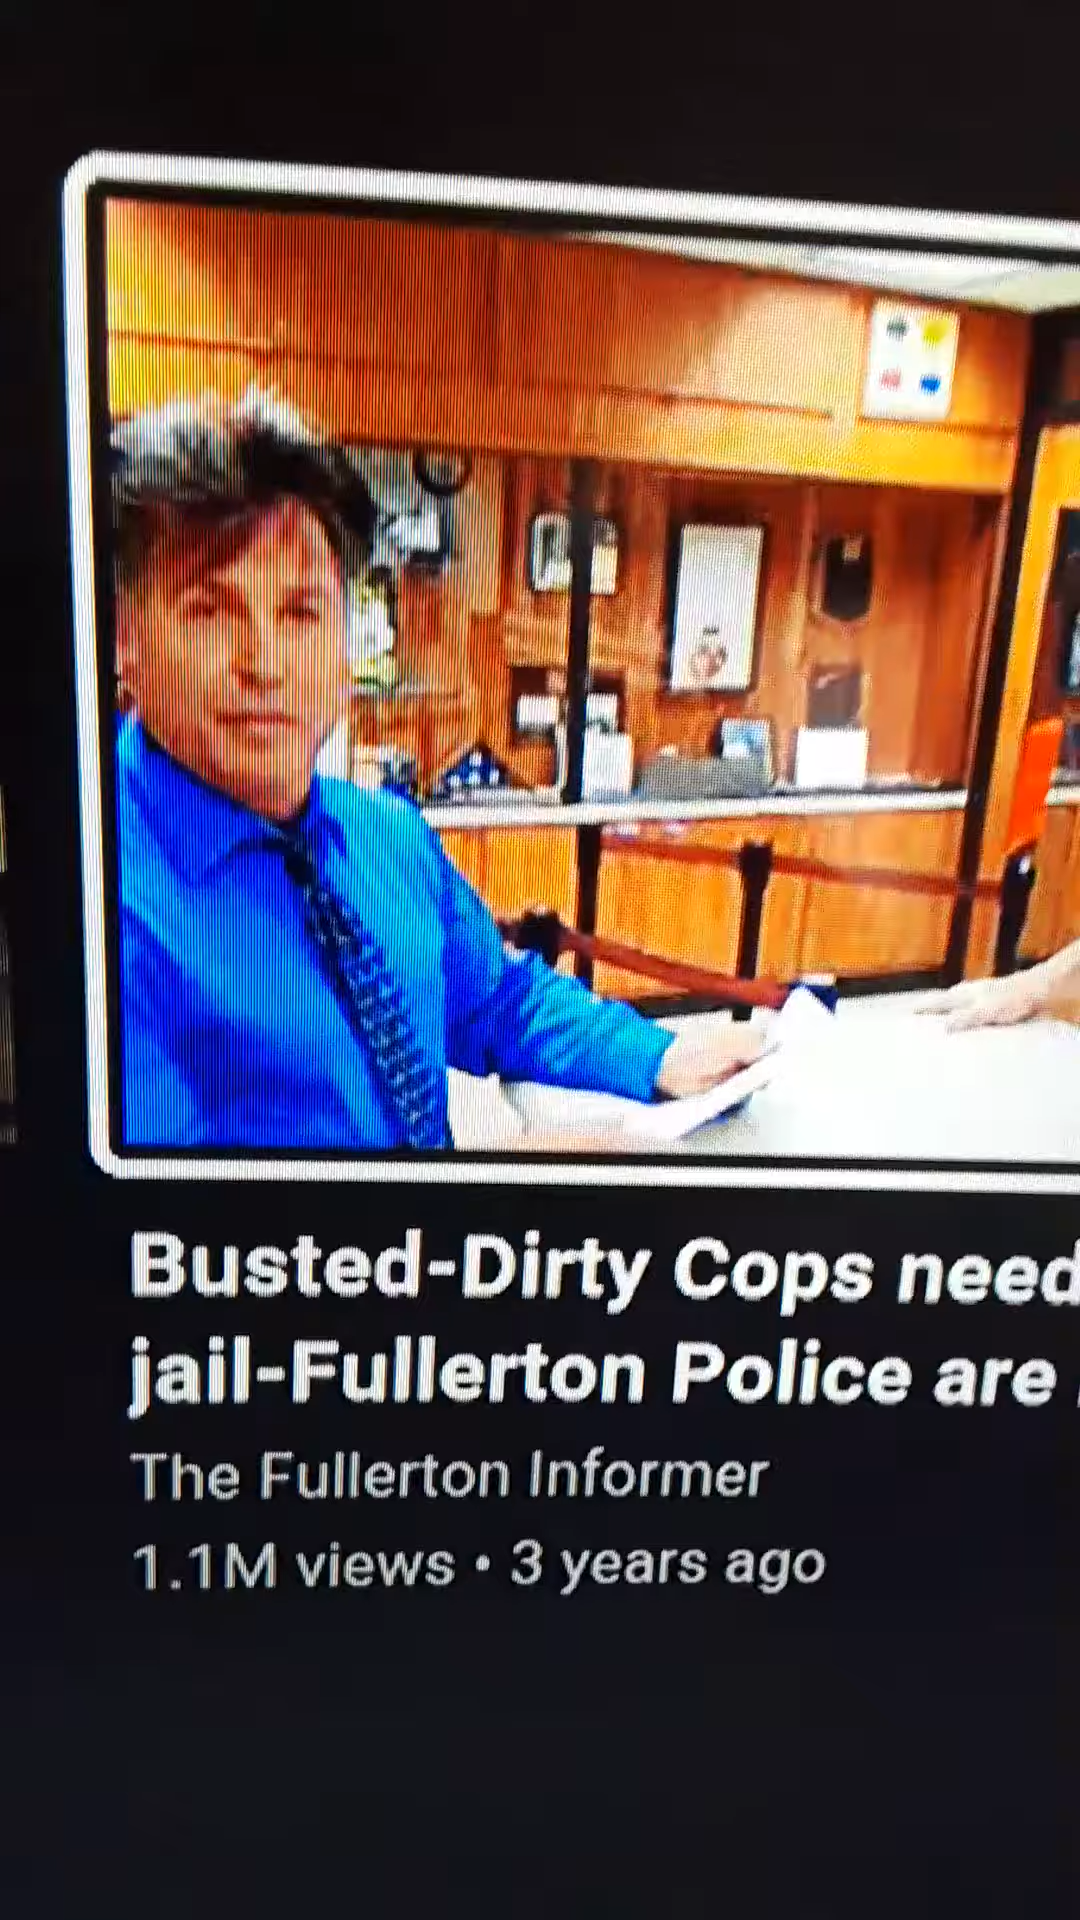 Busted-Dirty Cops need
jail-Fullerton Police are
The Fullerton Informer
1.1M views • 3 years ago